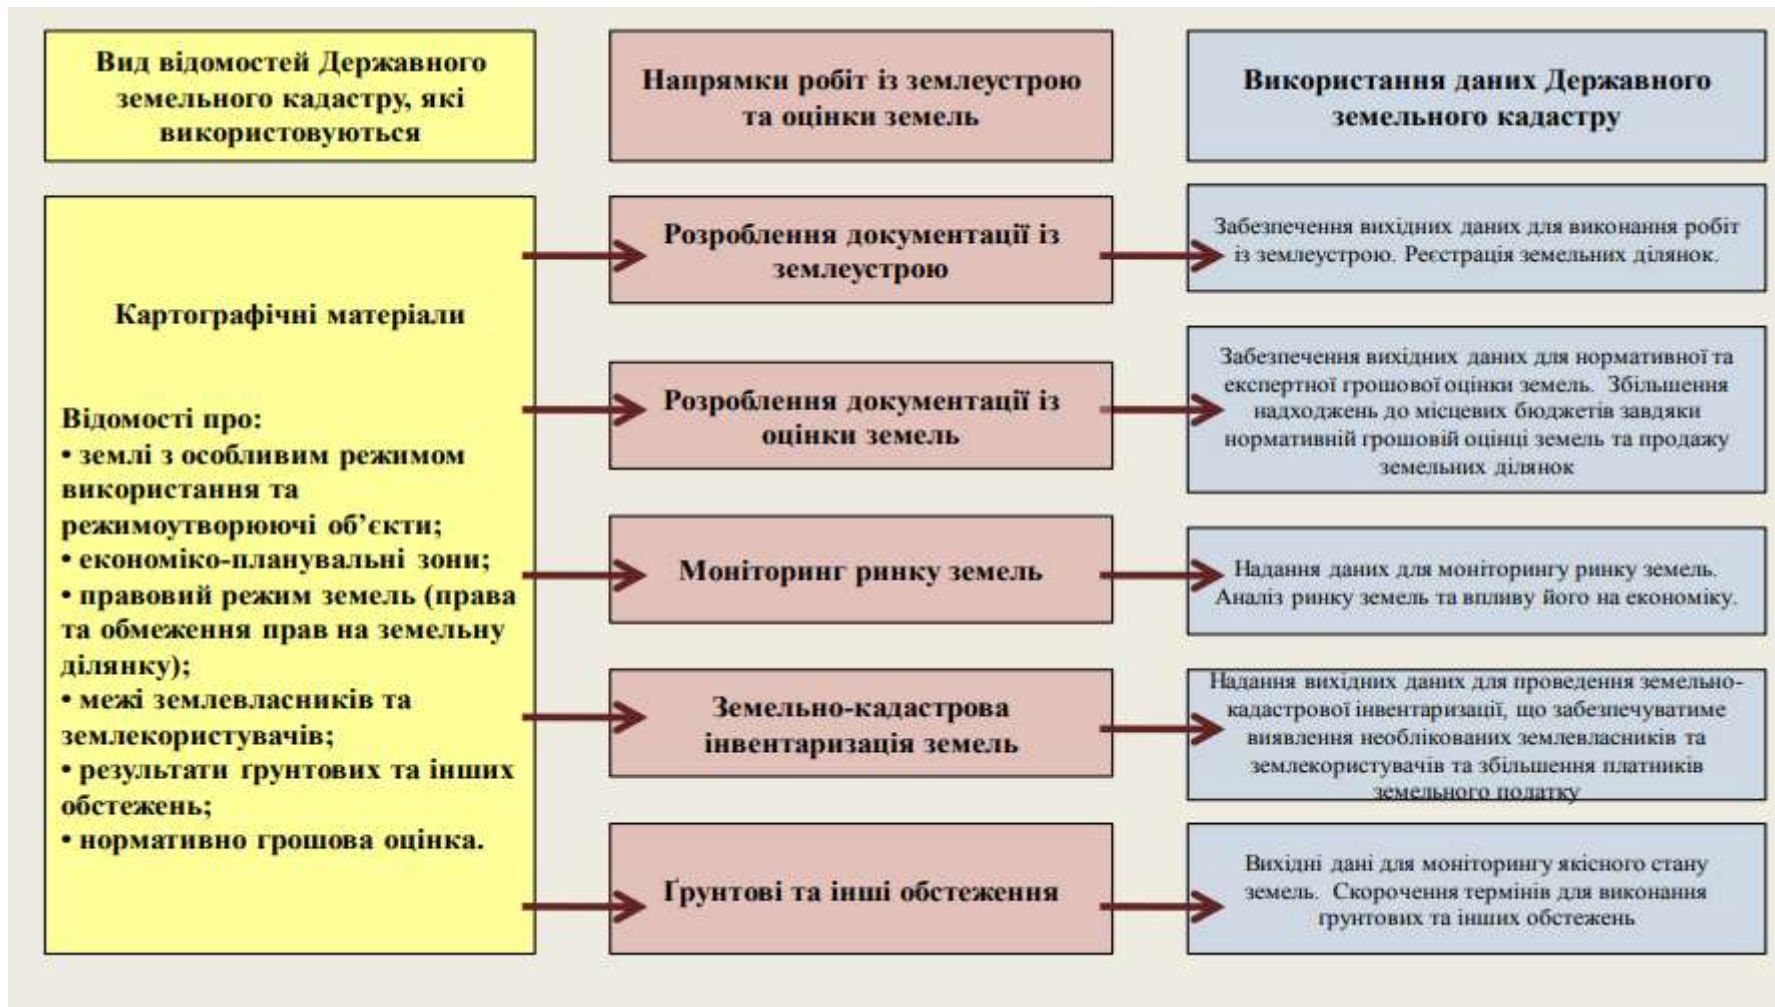 Вид відомостей Державного
земельного кадастру, які
використовуються
Напрямки робіт із землеустрою
та оцінки земель
Використання даних Державного
земельного кадастру
Картографічні матеріали
Відомості про:
• землі з особливим режимом
використання та
режимоутворюючі об’єкти;
• економіко-планувальні зони;
• правовий режим земель (права
та обмеження прав на земельну
ділянку);
• межі землевласників та
землекористувачів;
• результати ґрунтових та інших
обстежень;
• нормативно грошова оцінка.
Розроблення документації із
землеустрою
Забезпечення вихідних даних для виконання робіт
із землеустрою. Реєстрація земельних ділянок.
Розроблення документації із
оцінки земель
Забезпечення вихідних даних для нормативної та
експертної грошової оцінки земель. Збільшення
надходжень до місцевих бюджетів завдяки
нормативній грошовій оцінці земель та продажу
земельних ділянок
Моніторинг ринку земель
Надання даних для моніторингу ринку земель.
Аналіз ринку земель та впливу його на економіку.
Земельно-кадастрова
інвентаризація земель
Надання вихідних даних для проведення земельно-
кадастрової інвентаризації, що забезпечуватиме
виявлення необлікованих землевласників та
землекористувачів та збільшення платників
земельного податку
Ґрунтові та інші обстеження
Вихідні дані для моніторингу якісного стану
земель. Скорочення термінів для виконання
ґрунтових та інших обстежень